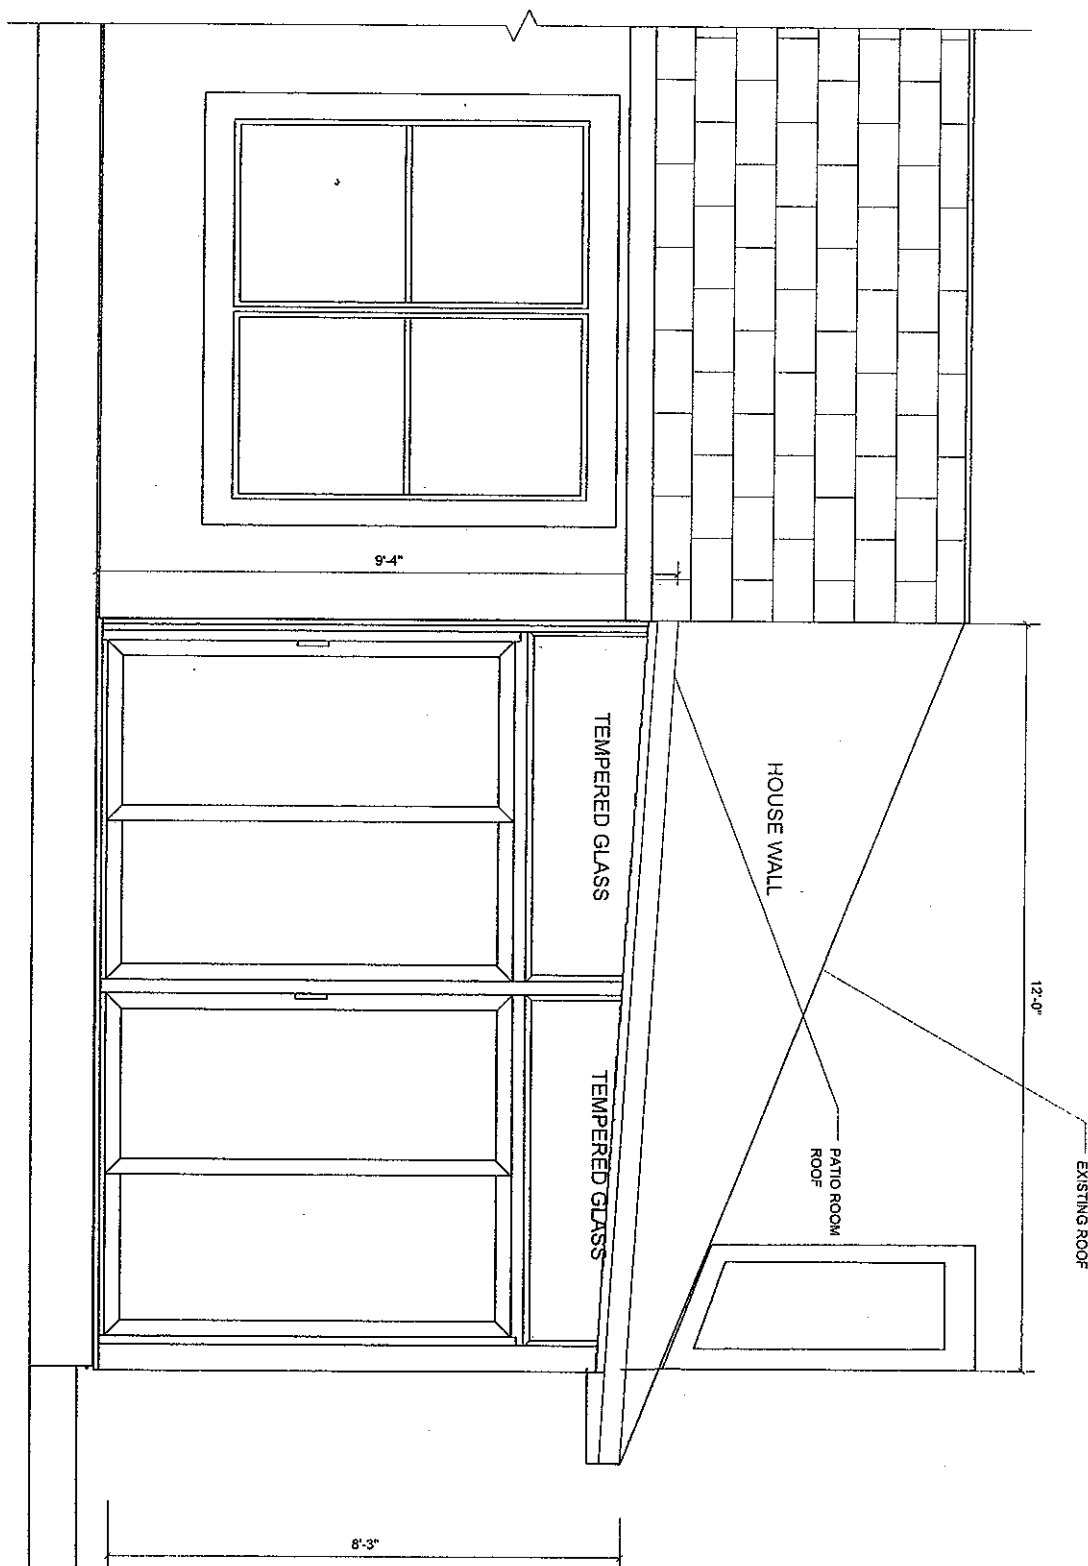 EXISTING ROOF
12'-0"
PATIO ROOM
ROOF
HOUSE WALL
9'-4"
TEMPERED GLASS
TEMPERED GLASS
8'-3"